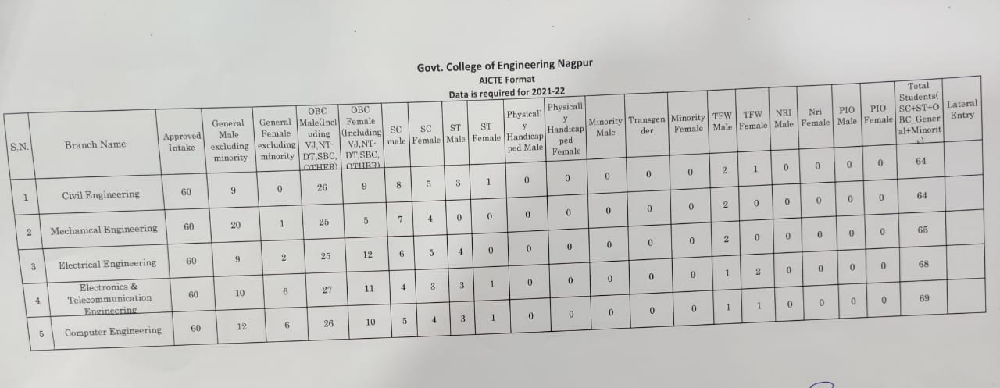 Govt. College of Engineering Nagpur
AICTE Format
Data is required for 2021-22
S.N. Branch Name Approved Intake General Male excluding minority General Female excluding minority OBC Male(Including VJ,NT-DT,SBC,OTHER) OBC Female (Including VJ,NT-DT,SBC,OTHER) SC male SC Female ST Male ST Female Physically Handicapped Male Physically Handicapped Female Minority Male Transgender Minority Female TFW Male TFW Female NRI Male Nri Female PIO Male PIO Female Total Students(SC+ST+OBC_General+Minority) Lateral Entry
1 Civil Engineering 60 9 0 26 9 8 5 3 1 0 0 0 0 0 2 1 0 0 0 0 64
2 Mechanical Engineering 60 20 1 25 5 7 4 0 0 0 0 0 0 0 2 0 0 0 0 0 64
3 Electrical Engineering 60 9 2 25 12 6 5 4 0 0 0 0 0 0 2 0 0 0 0 0 65
4 Electronics & Telecommunication Engineering 60 10 6 27 11 4 3 3 1 0 0 0 0 0 1 2 0 0 0 0 68
5 Computer Engineering 60 12 6 26 10 5 4 3 1 0 0 0 0 0 1 1 0 0 0 0 69